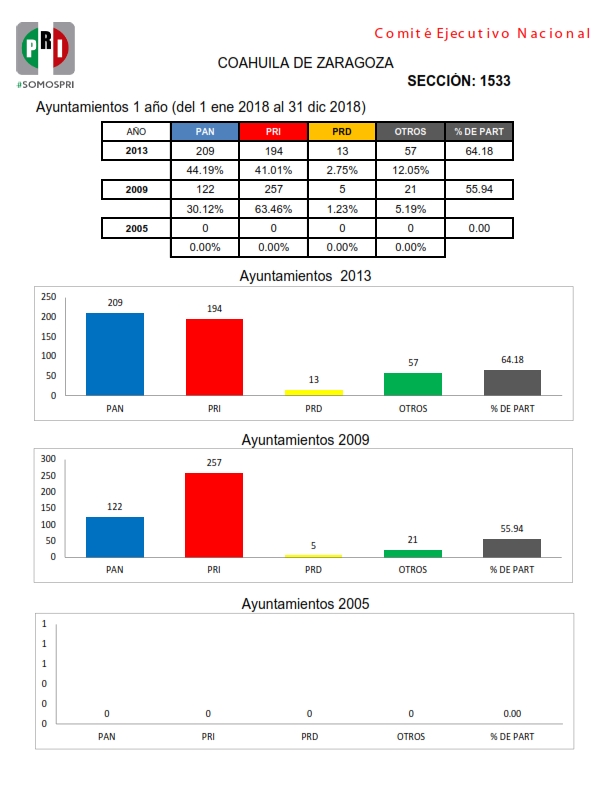 Comité Ejecutivo Nacional
PRI
#SOMOSPRI
COAHUILA DE ZARAGOZA
SECCIÓN: 1533
Ayuntamientos 1 año (del 1 ene 2018 al 31 dic 2018)
AÑO PAN PRI PRD OTROS % DE PART
2013 209 194 13 57 64.18
44.19% 41.01% 2.75% 12.05%
2009 122 257 5 21 55.94
30.12% 63.46% 1.23% 5.19%
2005 0 0 0 0 0.00
0.00% 0.00% 0.00% 0.00%
Ayuntamientos 2013
250
200
150
100
50
0
209 194 13 57 64.18
PAN PRI PRD OTROS % DE PART
Ayuntamientos 2009
300
250
200
150
100
50
0
122 257 5 21 55.94
PAN PRI PRD OTROS % DE PART
Ayuntamientos 2005
1
1
1
0
0
0
0 0 0 0 0.00
PAN PRI PRD OTROS % DE PART